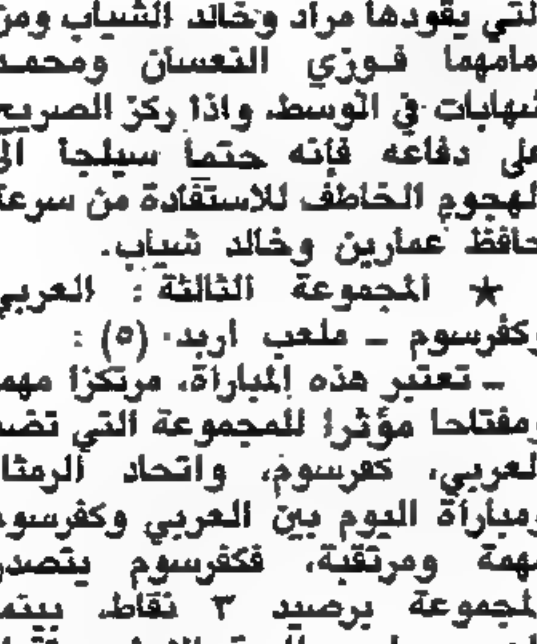 التي يقودها مراد وخالد الشياب ومن
امامهما فوزي النعسان ومحمد
شهابات في الوسط. واذا ركز الصريح
على دفاعه فإنه حتماً سيلجأ الى
الهجوم الخاطف للاستفادة من سرعة
حافظ عمارين وخالد شياب.
★ المجموعة الثالثة : العربي
وكفرسوم ـ ملعب اربد (٥) :
ـ تعتبر هذه المباراة، مرتكزا مهما
ومفتاحا مؤثرا للمجموعة التي تضم
العربي، كفرسوم، واتحاد الرمثا
ومباراة اليوم بين العربي وكفرسوم
مهمة ومرتقبة، فكفرسوم يتصدر
المجموعة برصيد ٣ نقاط. بينما